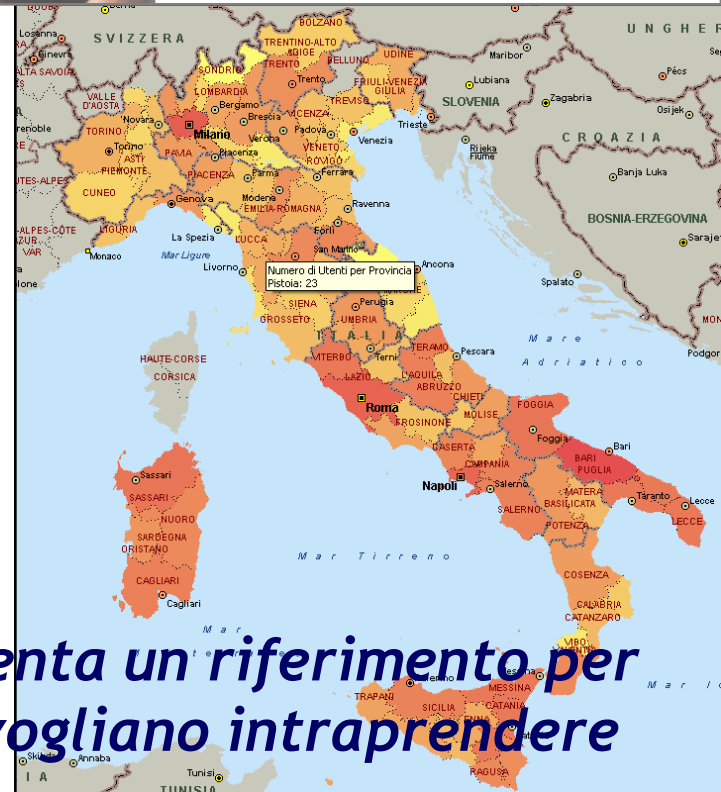 Losanna
SVIZZERA
BOLZANO
TRENTINO-ALTO
ADIGE
TRENTO
BELLUNO
UDINE
Maribor
Pécs
Ginevra
SONDRIO
Trento
FRIULI-VENEZIA
GIULIA
Lubiana
SLOVENIA
Zagabria
VALLE
D'AOSTA
LOMBARDIA
Bergamo
Brescia
VICENZA
TREVISO
Trieste
Osijek
Novara
Milano
Verona
Padova
Venezia
CROAZIA
TORINO
Torino
PAVIA
Piacenza
VENETO
ROVIGO
Rijeka
Fiume
ASTI
PIEMONTE
PIACENZA
Parma
Ferrara
Banja Luka
CUNEO
Genova
Modena
EMILIA-ROMAGNA
Ravenna
BOSNIA-ERZEGOVINA
LIGURIA
La Spezia
LUCCA
Forlì
VAR
Monaco
Mar Ligure
San Marino
Livorno
Numero di Utenti per Provincia
Pistoia: 23
Ancona
Spalato
SIENA
Perugia
GROSSETO
UMBRIA
ITALIA
Mare
Adriatico
HAUTE-CORSE
CORSICA
VITERBO
Terni
TERAMO
Pescara
L'AQUILA
ABRUZZO
CHIETI
LAZIO
Roma
MOLISE
FOGGIA
FROSINONE
Foggia
CASERTA
CAMPANIA
BARI
PUGLIA
Bari
Sassari
SASSARI
Napoli
Salerno
SALERNO
MATERA
BASILICATA
POTENZA
Taranto
Lecce
LECCE
NUORO
SARDEGNA
ORISTANO
Mar Tirreno
CAGLIARI
Cagliari
COSENZA
CALABRIA
CATANZARO
VIBO
Mar
enta un riferimento per
MESSINA
TRAPANI
SICILIA
CATANIA
ENNA
vogliano intraprendere
Annaba
Tunisi
RAGUSA
TUNISIA